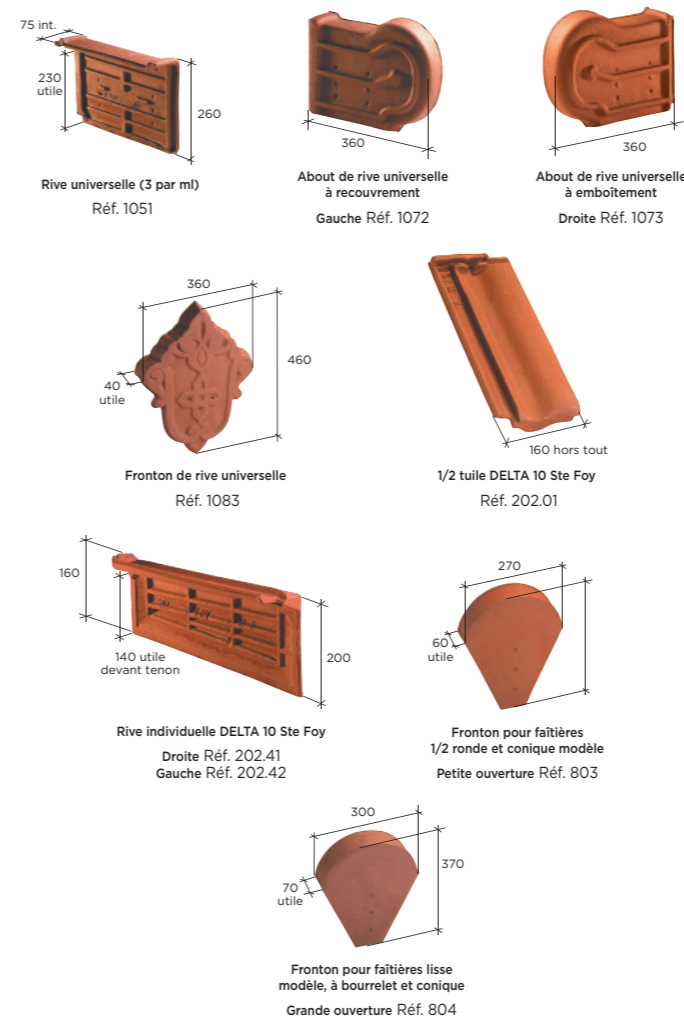 75 int.
230
utile
260
Rive universelle (3 par ml)
Réf. 1051
360
About de rive universelle
à recouvrement
Gauche Réf. 1072
360
About de rive universelle
à emboîtement
Droite Réf. 1073
360
460
40
utile
Fronton de rive universelle
Réf. 1083
160 hors tout
1/2 tuile DELTA 10 Ste Foy
Réf. 202.01
160
140 utile
devant tenon
200
Rive individuelle DELTA 10 Ste Foy
Droite Réf. 202.41
Gauche Réf. 202.42
270
60
utile
Fronton pour faîtières
1/2 ronde et conique modèle
Petite ouverture Réf. 803
300
370
70
utile
Fronton pour faîtières lisse
modèle, à bourrelet et conique
Grande ouverture Réf. 804